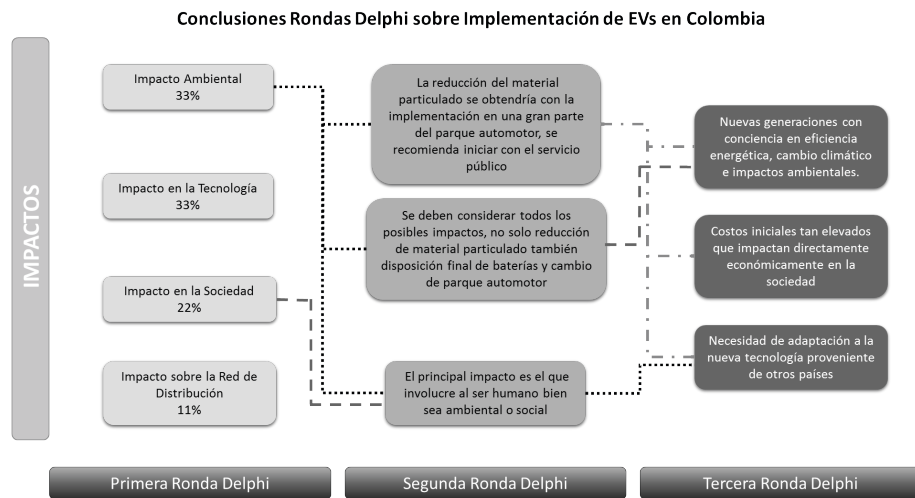 Conclusiones Rondas Delphi sobre Implementación de EVs en Colombia
IMPACTOS
Impacto Ambiental
33%
Impacto en la Tecnología
33%
Impacto en la Sociedad
22%
Impacto sobre la Red de
Distribución
11%
La reducción del material
particulado se obtendría con la
implementación en una gran parte
del parque automotor, se
recomienda iniciar con el servicio
público
Se deben considerar todos los
posibles impactos, no solo reducción
de material particulado también
disposición final de baterías y cambio
de parque automotor
El principal impacto es el que
involucre al ser humano bien
sea ambiental o social
Nuevas generaciones con
conciencia en eficiencia
energética, cambio climático
e impactos ambientales.
Costos iniciales tan elevados
que impactan directamente
económicamente en la
sociedad
Necesidad de adaptación a la
nueva tecnología proveniente
de otros países
Primera Ronda Delphi
Segunda Ronda Delphi
Tercera Ronda Delphi